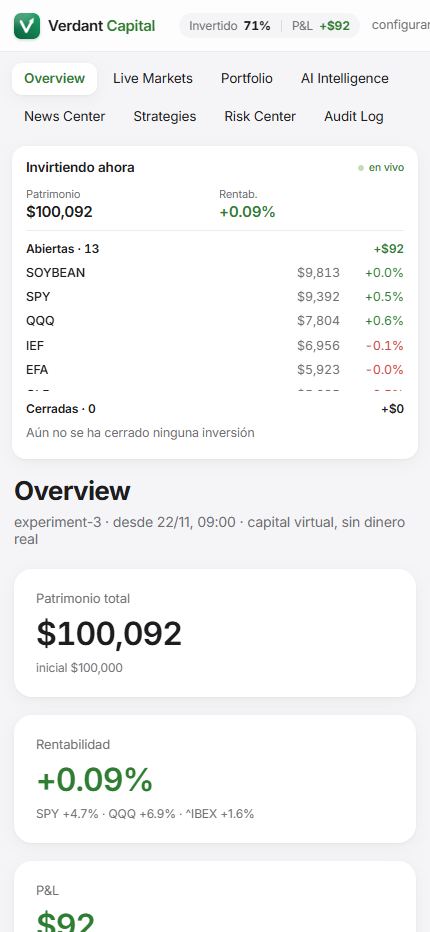 Verdant Capital
Invertido 71% P&L +$92 configurar
Overview Live Markets Portfolio AI Intelligence
News Center Strategies Risk Center Audit Log
Invirtiendo ahora en vivo
Patrimonio Rentab.
$100,092 +0.09%
Abiertas · 13 +$92
SOYBEAN $9,813 +0.0%
SPY $9,392 +0.5%
QQQ $7,804 +0.6%
IEF $6,956 -0.1%
EFA $5,923 -0.0%
Cerradas · 0 +$0
Aún no se ha cerrado ninguna inversión
Overview
experiment-3 · desde 22/11, 09:00 · capital virtual, sin dinero
real
Patrimonio total
$100,092
inicial $100,000
Rentabilidad
+0.09%
SPY +4.7% · QQQ +6.9% · ^IBEX +1.6%
P&L
$92